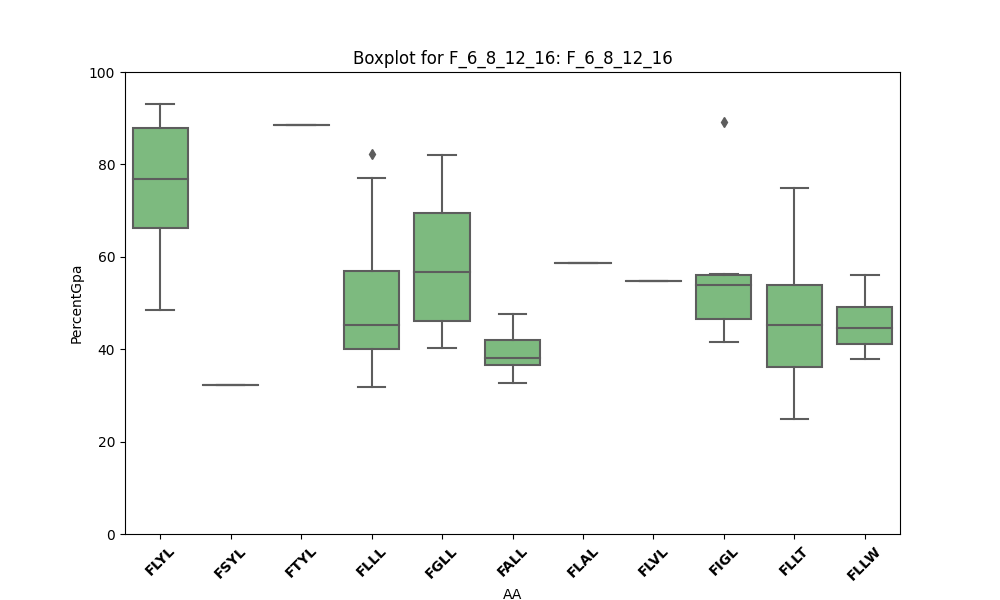 Boxplot for F_6_8_12_16: F_6_8_12_16
100
80
60
40
20
0
PercentGpa
FLYL
FSYL
FTYL
FLLL
FGLL
FALL
FLAL
FLVL
FIGL
FLLT
FLLW
AA